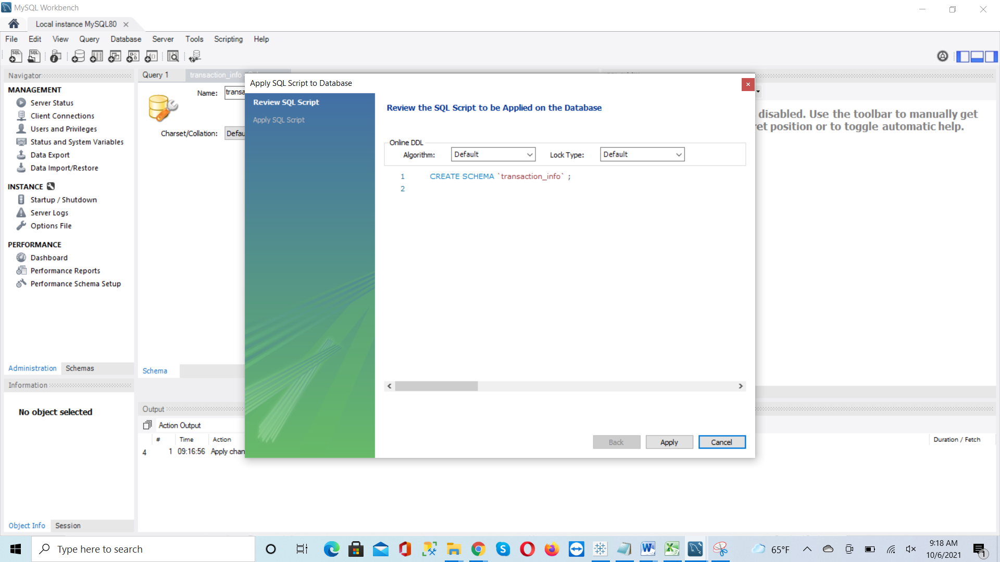 MySQL Workbench
Local instance MySQL80
File Edit View Query Database Server Tools Scripting Help
Navigator
MANAGEMENT
Server Status
Client Connections
Users and Privileges
Status and System Variables
Data Export
Data Import/Restore
INSTANCE
Startup / Shutdown
Server Logs
Options File
PERFORMANCE
Dashboard
Performance Reports
Performance Schema Setup
Administration Schemas
Information
No object selected
Object Info Session
Query 1 transaction_info
Name: transa
Charset/Collation: Defau
Schema
Apply SQL Script to Database
Review SQL Script
Apply SQL Script
Review the SQL Script to be Applied on the Database
Online DDL
Algorithm: Default Lock Type: Default
1 CREATE SCHEMA `transaction_info` ;
2
Back Apply Cancel
disabled. Use the toolbar to manually get
et position or to toggle automatic help.
Output
Action Output
# Time Action Duration / Fetch
4 1 09:16:56 Apply chan
Type here to search
65°F
9:18 AM
10/6/2021
1